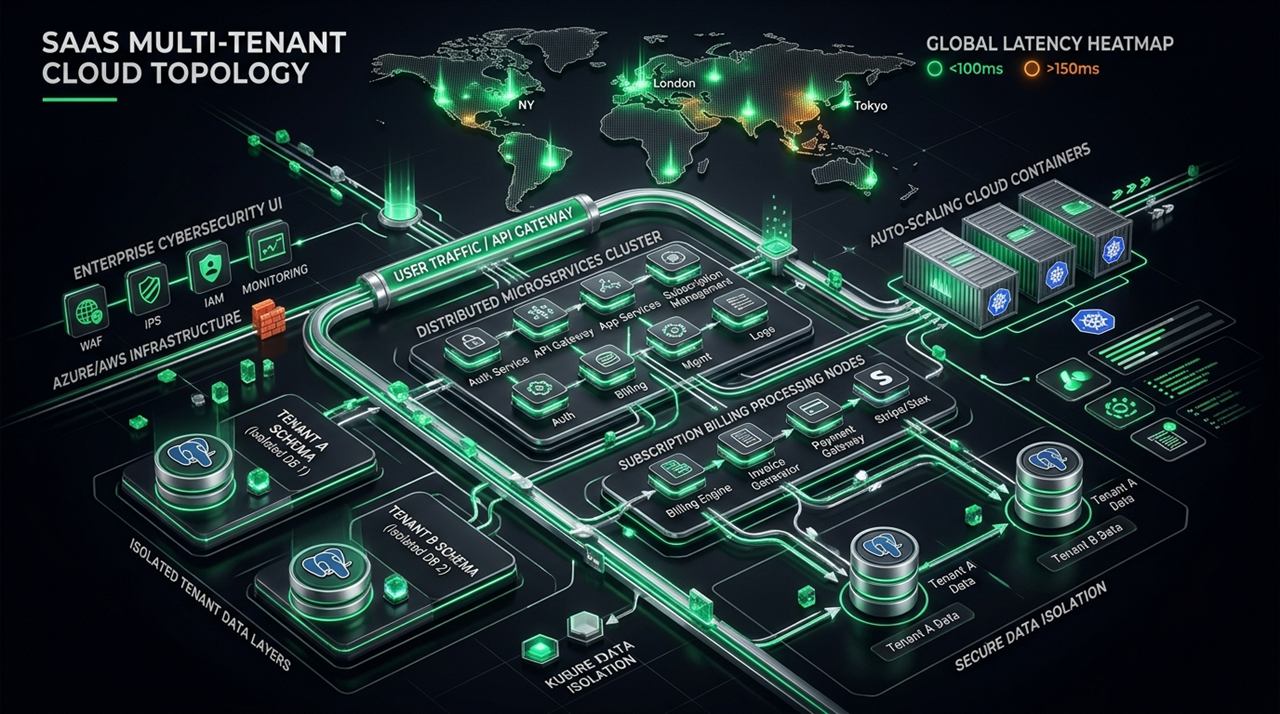 SAAS MULTI-TENANT
CLOUD TOPOLOGY
GLOBAL LATENCY HEATMAP
<100ms
>150ms
NY
London
Tokyo
ENTERPRISE CYBERSECURITY UI
WAF
IPS
IAM
MONITORING
AZURE/AWS INFRASTRUCTURE
USER TRAFFIC / API GATEWAY
AUTO-SCALING CLOUD CONTAINERS
DISTRIBUTED MICROSERVICES CLUSTER
Auth Service
API Gateway
App Services
Subscription
Management
Auth
Billing
Mgmt
Logs
SUBSCRIPTION BILLING PROCESSING NODES
Billing Engine
Invoice
Generator
Payment
Gateway
S
Stripe/Stex
TENANT A
SCHEMA
(Isolated DB 1)
TENANT B SCHEMA
(Isolated DB 2)
ISOLATED TENANT DATA LAYERS
KUBURE DATA
ISOLATION
Tenant A
Data
Tenant B Data
Tenant A
Data
Tenant A Data
SECURE DATA ISOLATION